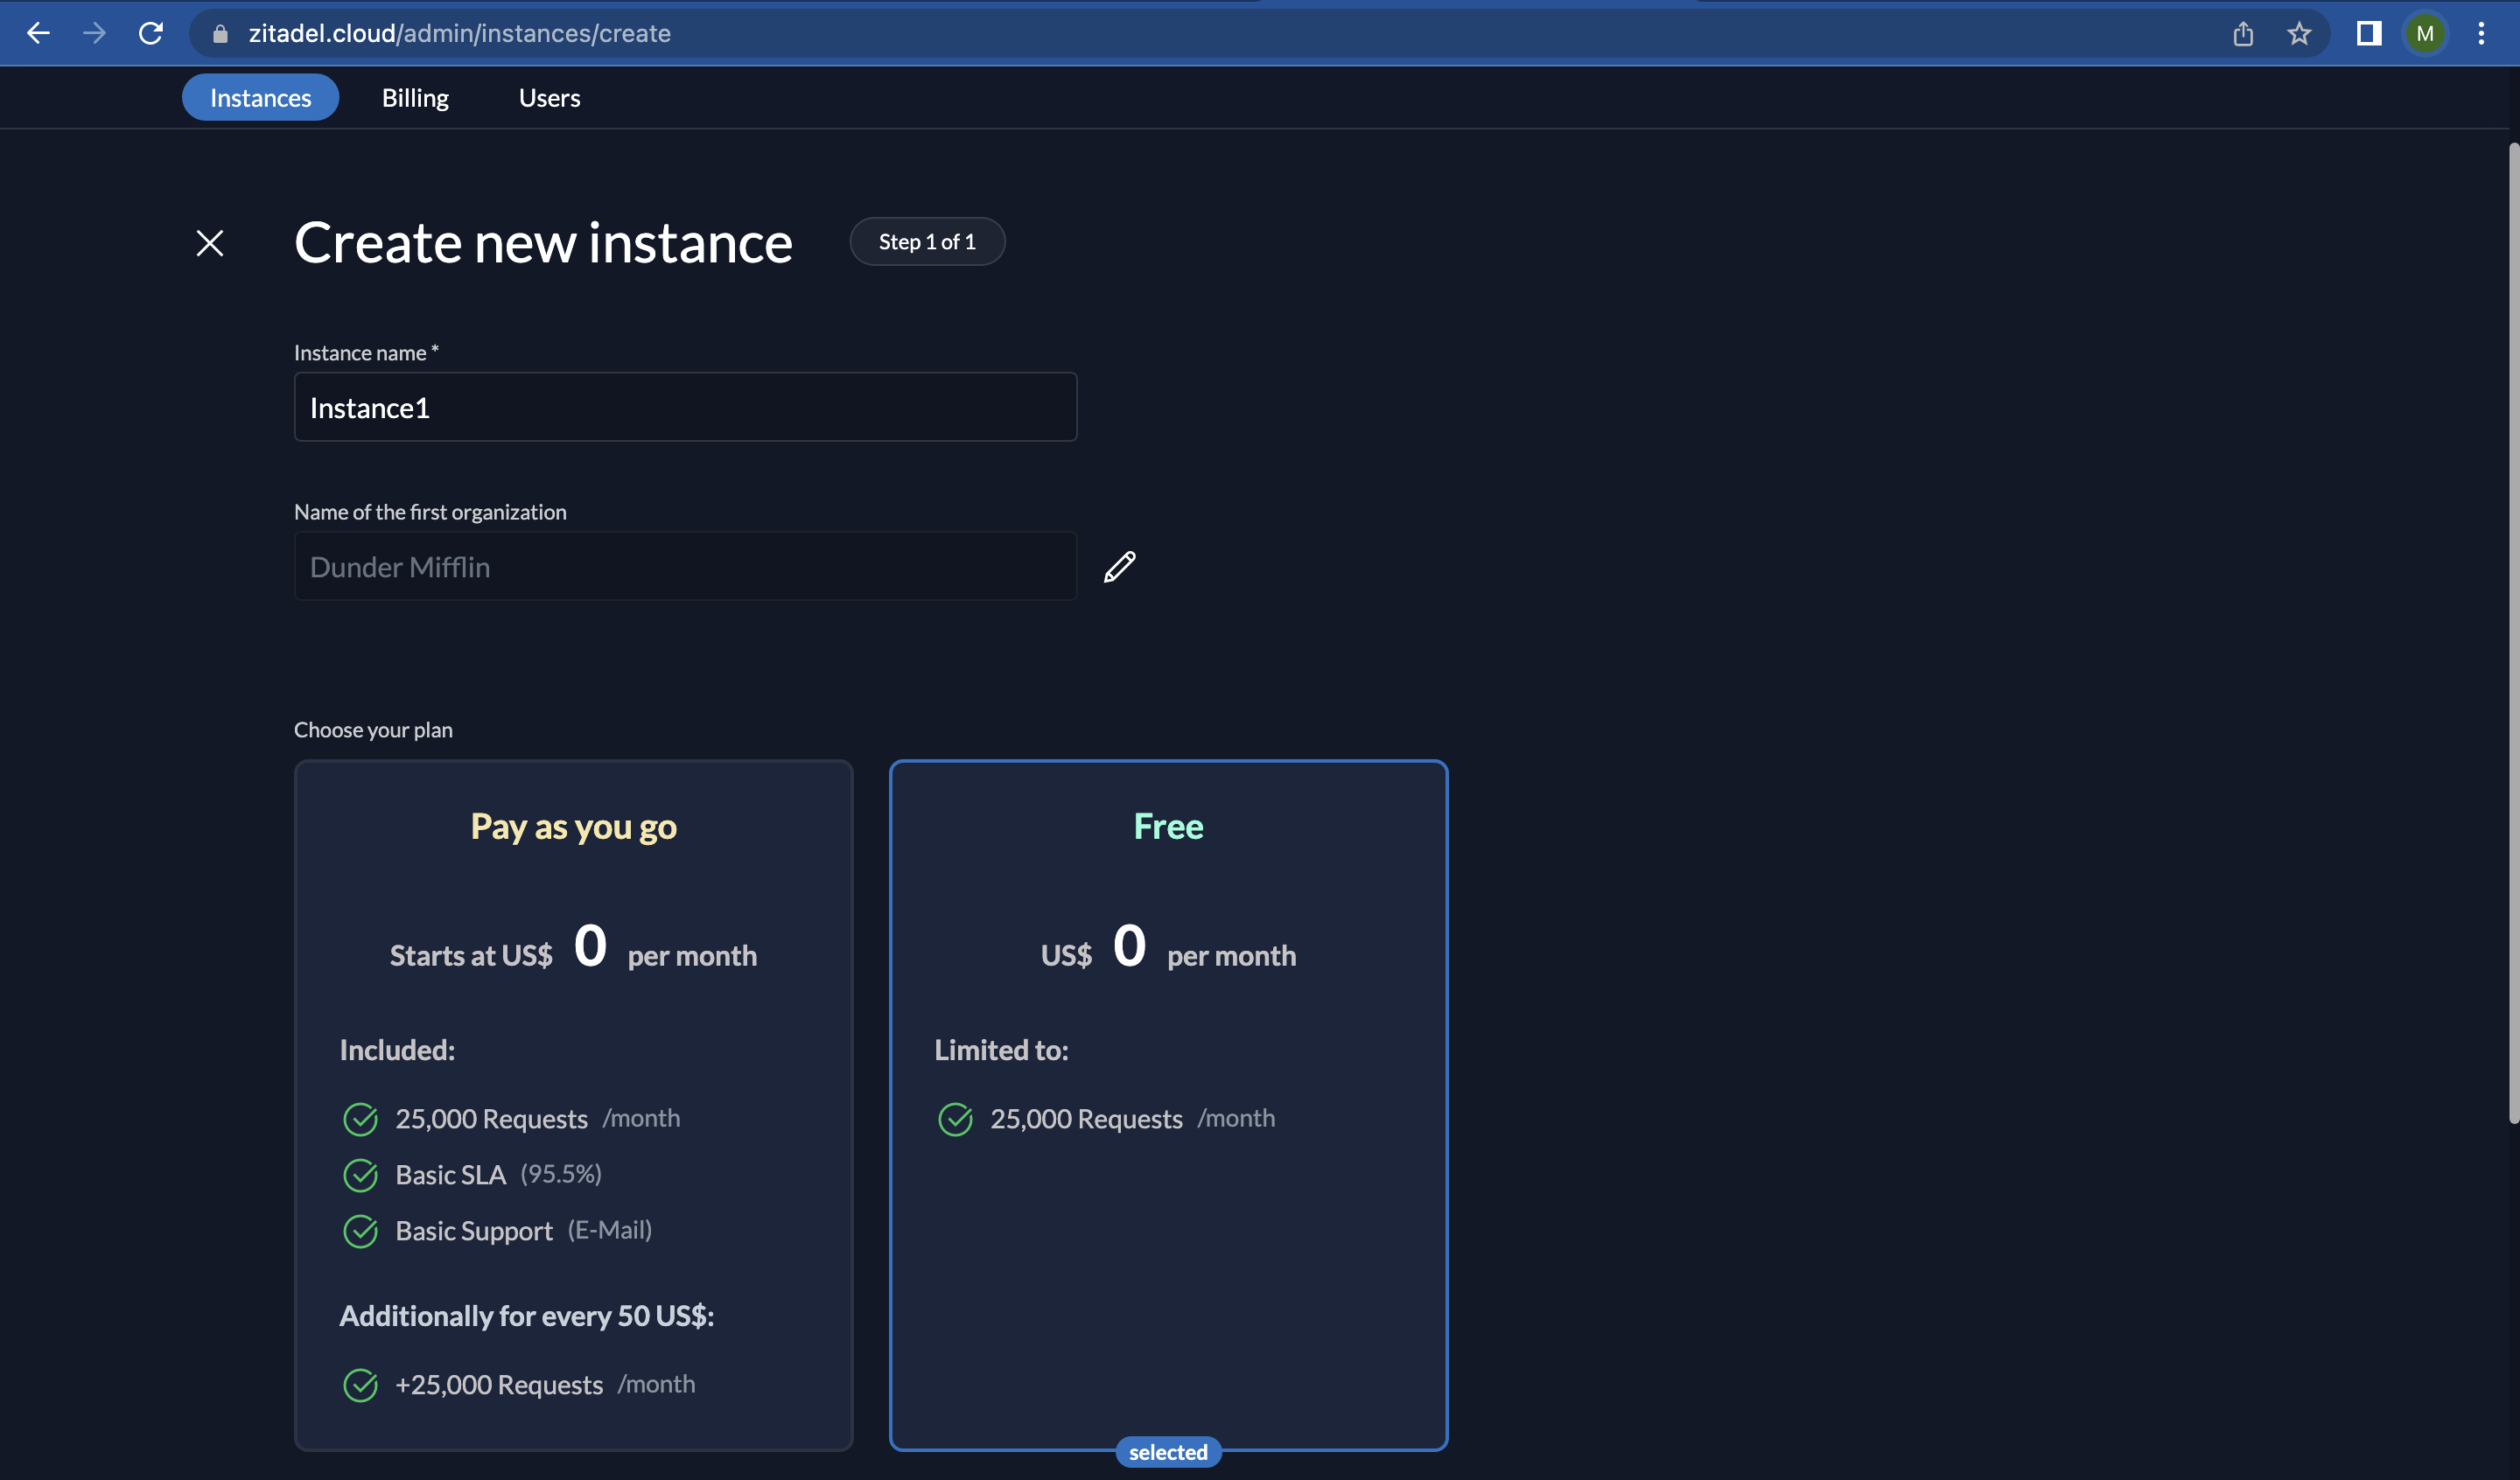 zitadel.cloud/admin/instances/create
M
Instances Billing Users
Create new instance Step 1 of 1
Instance name *
Instance1
Name of the first organization
Dunder Mifflin
Choose your plan
Pay as you go
Starts at US$ 0 per month
Included:
25,000 Requests /month
Basic SLA (95.5%)
Basic Support (E-Mail)
Additionally for every 50 US$:
+25,000 Requests /month
Free
US$ 0 per month
Limited to:
25,000 Requests /month
selected